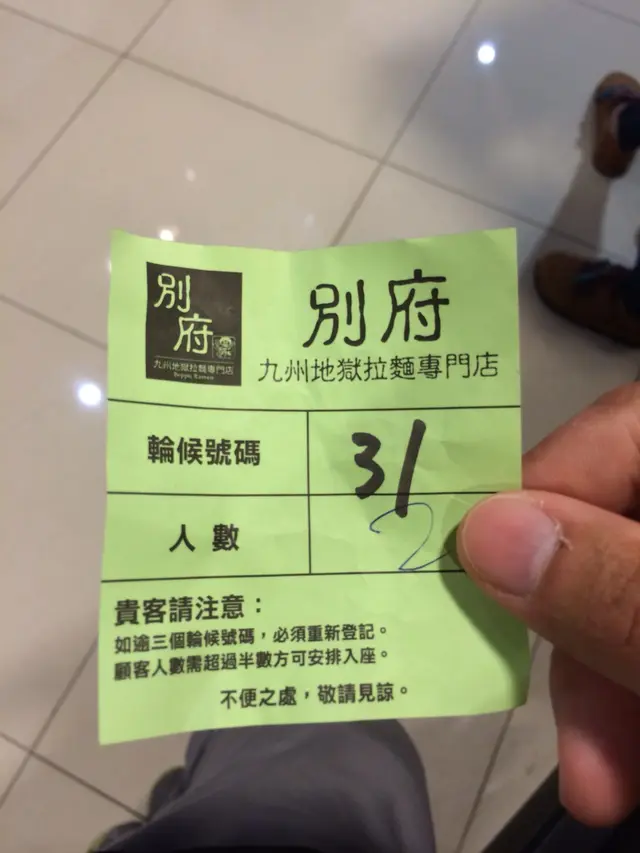 別府
九州地獄拉麵專門店
Beppu Ramen
別府
九州地獄拉麵專門店
輪候號碼
31
人數
2
貴客請注意：
如逾三個輪候號碼，必須重新登記。
顧客人數需超過半數方可安排入座。
不便之處，敬請見諒。